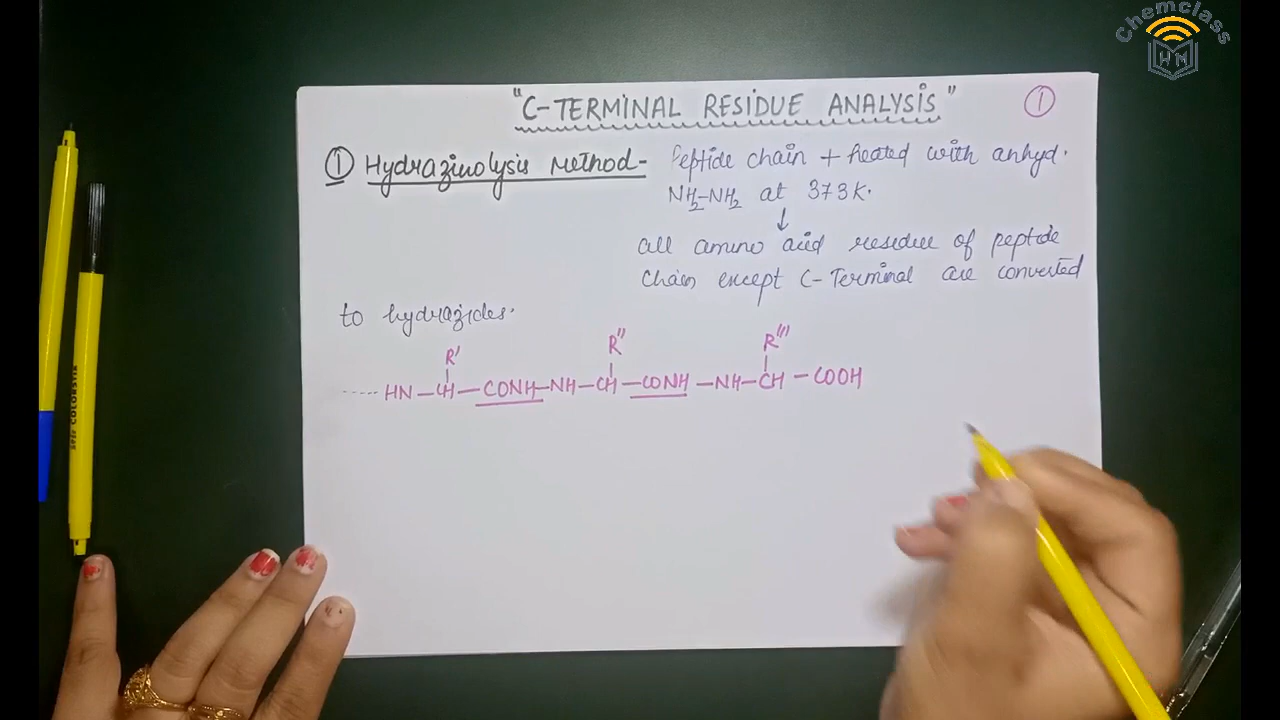 Chemclass
HM
"C-TERMINAL RESIDUE ANALYSIS"
①
① Hydrazinolysis Method- Peptide chain + heated with anhyd.
NH2-NH2 at 373K.
↓
all amino acid residue of peptide
Chain except C-Terminal are converted
to hydrazides.
R' R'' R'''
-----HN-CH-CONH-NH-CH-CONH-NH-CH-COOH